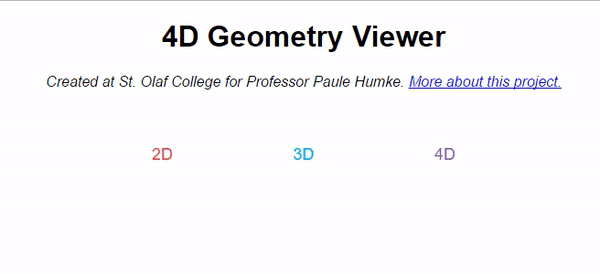 4D Geometry Viewer
Created at St. Olaf College for Professor Paule Humke. More about this project.
2D 3D 4D